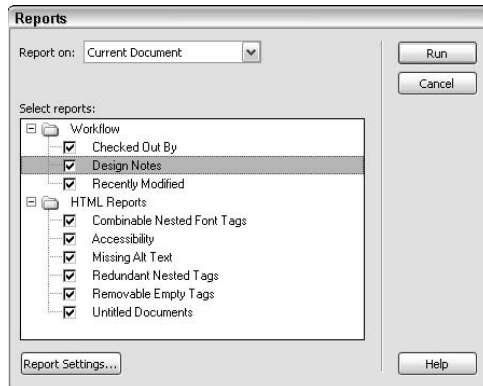 Reports
Report on: Current Document
Run
Cancel
Select reports:
Workflow
Checked Out By
Design Notes
Recently Modified
HTML Reports
Combinable Nested Font Tags
Accessibility
Missing Alt Text
Redundant Nested Tags
Removable Empty Tags
Untitled Documents
Report Settings...
Help